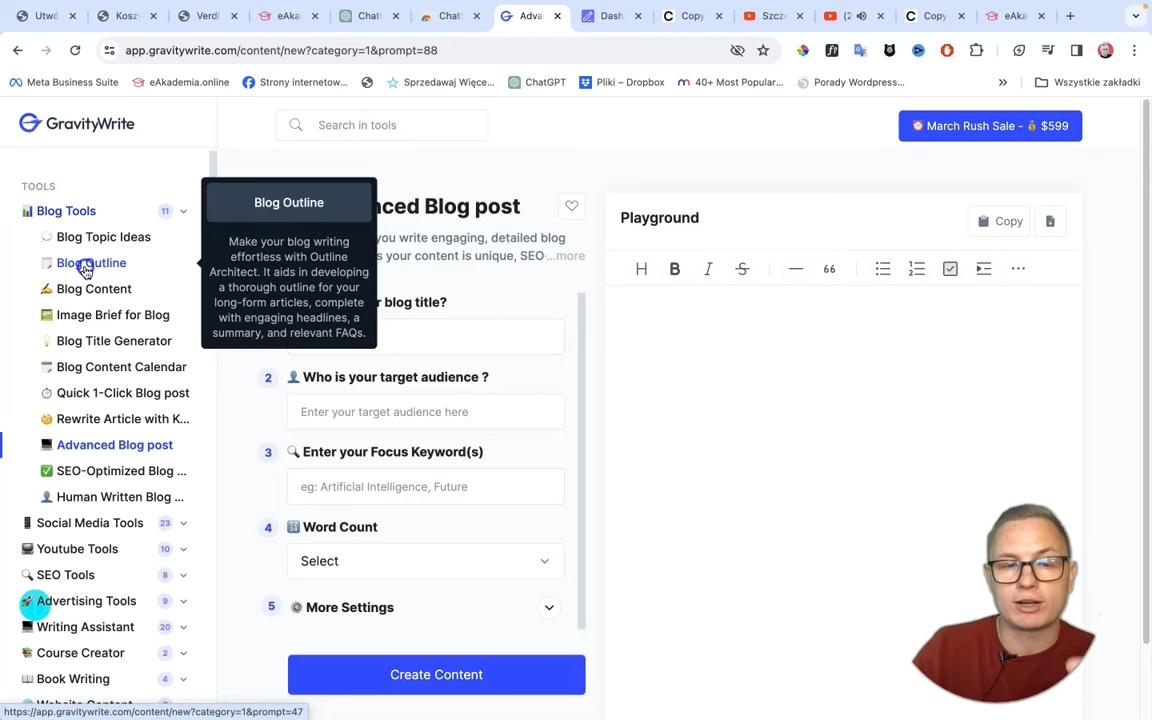 Utwó
Kosz
Verdi
eAka
ChatG
Chat
Adva
Dash
Copy
Szcze
(2
Copy
eAka
app.gravitywrite.com/content/new?category=1&prompt=88
Meta Business Suite
eAkademia.online
Strony internetow...
Sprzedawaj Więce...
ChatGPT
Pliki – Dropbox
40+ Most Popular...
Porady Wordpress...
»
Wszystkie zakładki
GravityWrite
Search in tools
March Rush Sale - $599
TOOLS
Blog Tools 11
Blog Topic Ideas
Blog Outline
Blog Content
Image Brief for Blog
Blog Title Generator
Blog Content Calendar
Quick 1-Click Blog post
Rewrite Article with K...
Advanced Blog post
SEO-Optimized Blog ...
Human Written Blog ...
Social Media Tools 23
Youtube Tools 10
SEO Tools 8
Advertising Tools 9
Writing Assistant 20
Course Creator 2
Book Writing 4
https://app.gravitywrite.com/content/new?category=1&prompt=47
Blog Outline
Make your blog writing
effortless with Outline
Architect. It aids in developing
a thorough outline for your
long-form articles, complete
with engaging headlines, a
summary, and relevant FAQs.
nced Blog post
you write engaging, detailed blog
s your content is unique, SEO ...more
r blog title?
2 Who is your target audience ?
Enter your target audience here
3 Enter your Focus Keyword(s)
eg: Artificial Intelligence, Future
4 Word Count
Select
5 More Settings
Create Content
Playground
Copy
H B I S 66